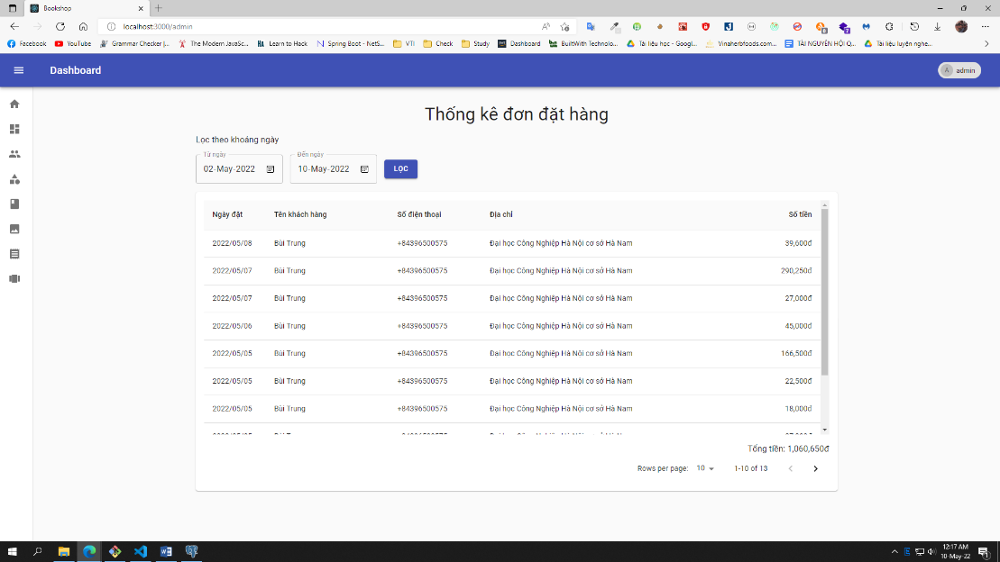 Bookshop
localhost:3000/admin
Facebook YouTube Grammar Checker |... The Modern JavaSc... Learn to Hack Spring Boot - NetS... VTI Check Study Dashboard BuiltWith Technolo... Tài liệu học - Googl... Vinaherbfoods.com... TÀI NGUYÊN HỘI Q... Tài liệu luyện nghe...
Dashboard
A admin
Thống kê đơn đặt hàng
Lọc theo khoảng ngày
Từ ngày Đến ngày
02-May-2022 10-May-2022 LỌC
Ngày đặt Tên khách hàng Số điện thoại Địa chỉ Số tiền
2022/05/08 Bùi Trung +84396500575 Đại học Công Nghiệp Hà Nội cơ sở Hà Nam 39,600đ
2022/05/07 Bùi Trung +84396500575 Đại học Công Nghiệp Hà Nội cơ sở Hà Nam 290,250đ
2022/05/07 Bùi Trung +84396500575 Đại học Công Nghiệp Hà Nội cơ sở Hà Nam 27,000đ
2022/05/06 Bùi Trung +84396500575 Đại học Công Nghiệp Hà Nội cơ sở Hà Nam 45,000đ
2022/05/05 Bùi Trung +84396500575 Đại học Công Nghiệp Hà Nội cơ sở Hà Nam 166,500đ
2022/05/05 Bùi Trung +84396500575 Đại học Công Nghiệp Hà Nội cơ sở Hà Nam 22,500đ
2022/05/05 Bùi Trung +84396500575 Đại học Công Nghiệp Hà Nội cơ sở Hà Nam 18,000đ
Tổng tiền: 1,060,650đ
Rows per page: 10 1-10 of 13
12:17 AM
10-May-22